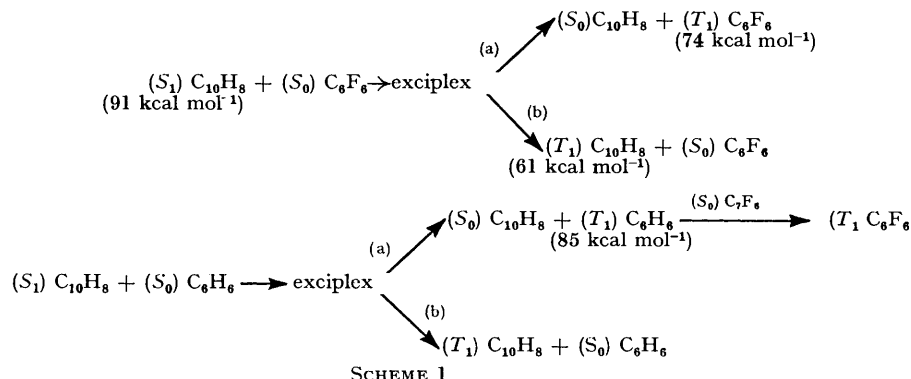 (S₀)C₁₀H₈ + (T₁) C₆F₆
(a)
(74 kcal mol⁻¹)
(S₁) C₁₀H₈ + (S₀) C₆F₆→exciplex
(91 kcal mol⁻¹)
(b)
(T₁) C₁₀H₈ + (S₀) C₆F₆
(61 kcal mol⁻¹)
(S₀) C₁₀H₈ + (T₁) C₆H₆ (S₀) C₇F₆ (T₁ C₆F₆
(a)
(85 kcal mol⁻¹)
(S₁) C₁₀H₈ + (S₀) C₆H₆ → exciplex
(b)
(T₁) C₁₀H₈ + (S₀) C₆H₆
SCHEME 1